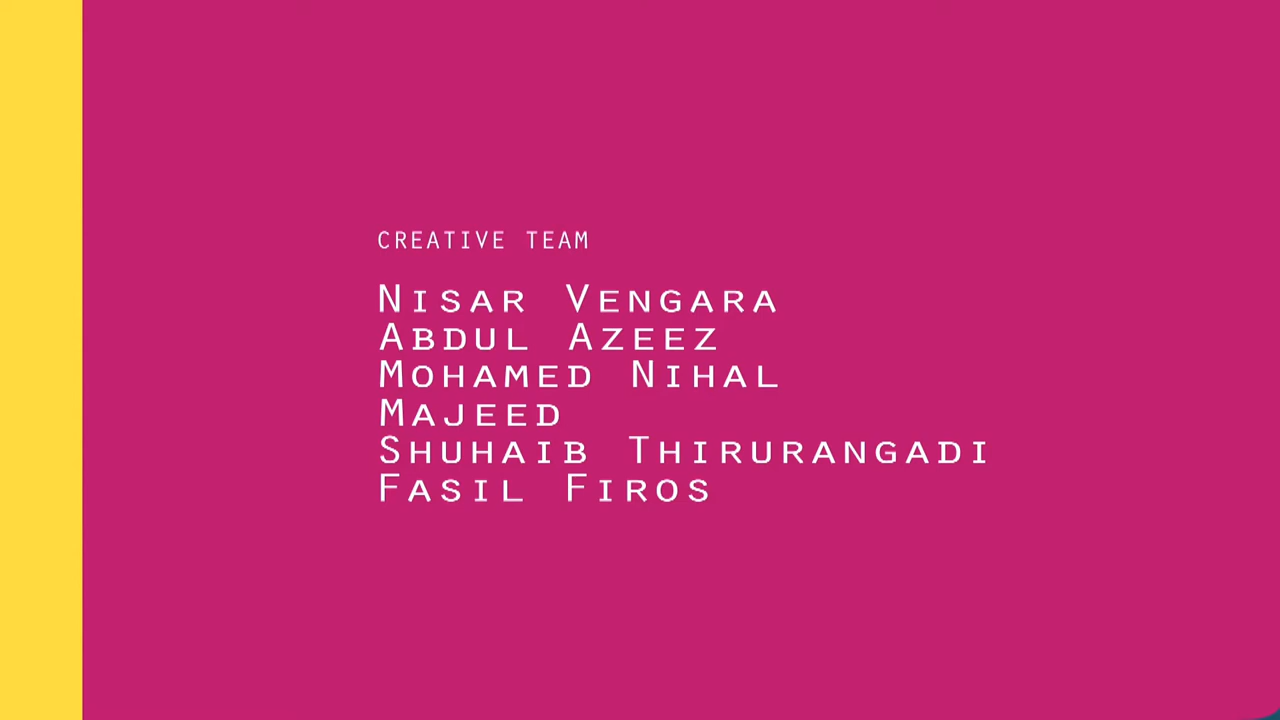 CREATIVE TEAM
NISAR VENGARA
ABDUL AZEEZ
MOHAMED NIHAL
MAJEED
SHUHAIB THIRURANGADI
FASIL FIROS